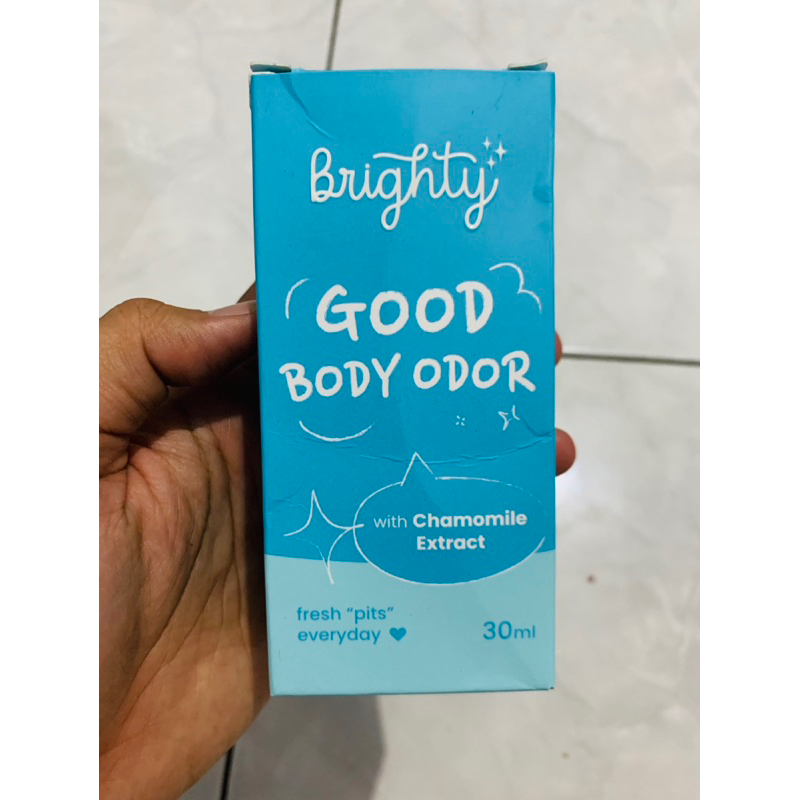 Brighty
GOOD
BODY ODOR
with Chamomile
Extract
fresh "pits"
everyday
30ml